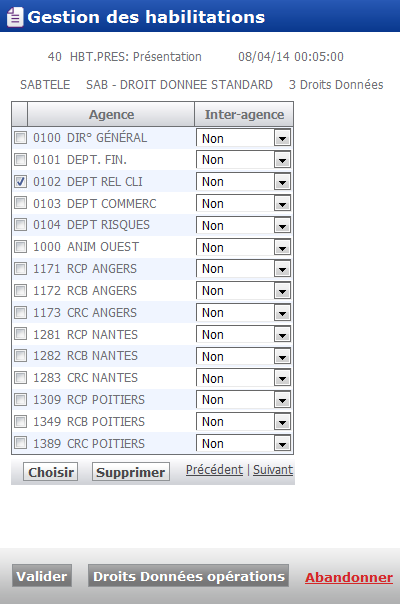 Gestion des habilitations
40 HBT.PRES: Présentation 08/04/14 00:05:00
SABTELE SAB - DROIT DONNEE STANDARD 3 Droits Données
Agence Inter-agence
0100 DIR° GÉNÉRAL Non
0101 DEPT. FIN. Non
0102 DEPT REL CLI Non
0103 DEPT COMMERC Non
0104 DEPT RISQUES Non
1000 ANIM OUEST Non
1171 RCP ANGERS Non
1172 RCB ANGERS Non
1173 CRC ANGERS Non
1281 RCP NANTES Non
1282 RCB NANTES Non
1283 CRC NANTES Non
1309 RCP POITIERS Non
1349 RCB POITIERS Non
1389 CRC POITIERS Non
Choisir Supprimer Précédent | Suivant
Valider Droits Données opérations Abandonner